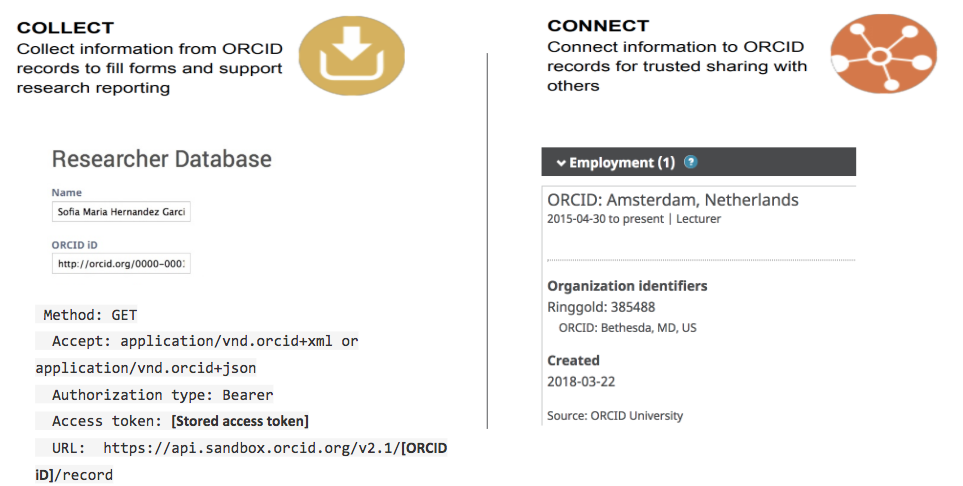 COLLECT
Collect information from ORCID
records to fill forms and support
research reporting
Researcher Database
Name
Sofia Maria Hernandez Garci
ORCID iD
http://orcid.org/0000-000
Method: GET
Accept: application/vnd.orcid+xml or
application/vnd.orcid+json
Authorization type: Bearer
Access token: [Stored access token]
URL: https://api.sandbox.orcid.org/v2.1/[ORCID
iD]/record
CONNECT
Connect information to ORCID
records for trusted sharing with
others
Employment (1) ?
ORCID: Amsterdam, Netherlands
2015-04-30 to present | Lecturer
Organization identifiers
Ringgold: 385488
ORCID: Bethesda, MD, US
Created
2018-03-22
Source: ORCID University